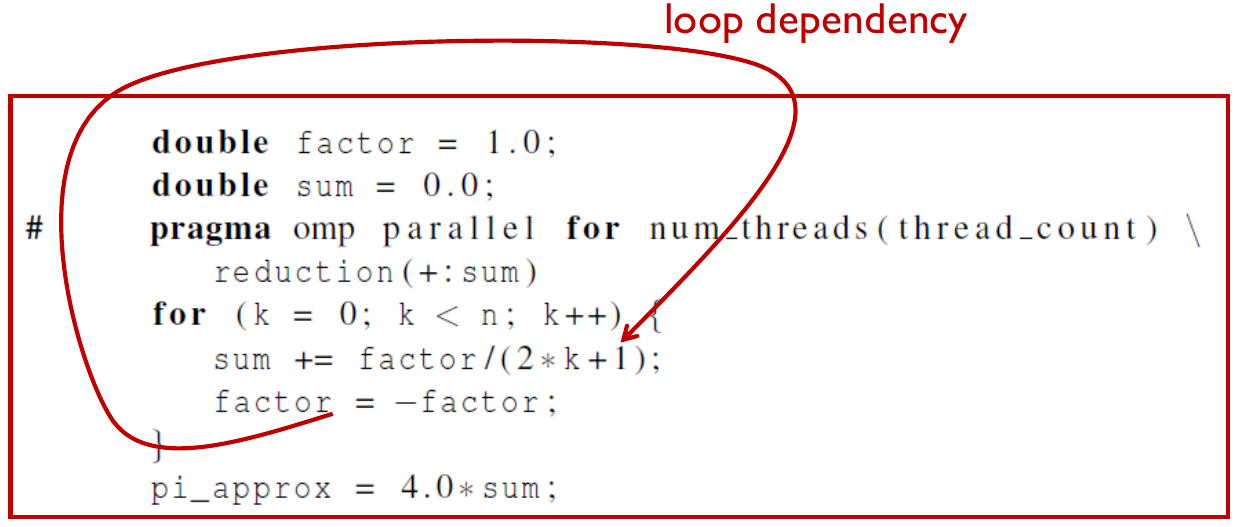 loop dependency
double factor = 1.0;
double sum = 0.0;
# pragma omp parallel for num_threads(thread_count) \
reduction(+:sum)
for (k = 0; k < n; k++) {
sum += factor/(2*k+1);
factor = -factor;
}
pi_approx = 4.0*sum;